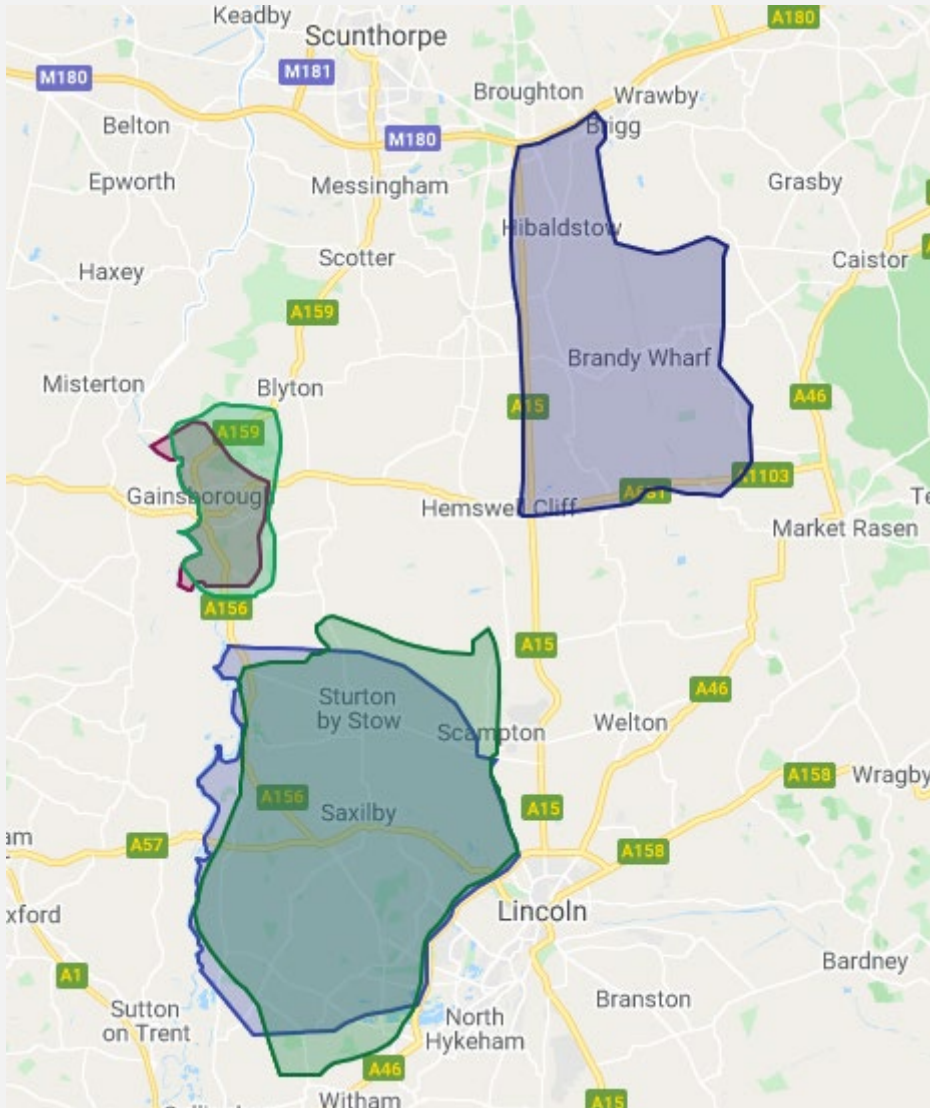 Keadby
Scunthorpe
A180
M180
M181
Broughton
Wrawby
Belton
Brigg
M180
Epworth
Messingham
Grasby
Hibaldstow
Haxey
Scotter
Caistor
A159
Brandy Wharf
Misterton
Blyton
A46
A15
A159
A1103
Gainsborough
Hemswell Cliff
A631
Market Rasen
A156
A15
Sturton
by Stow
A46
Scampton
Welton
A158
Wragby
A156
A15
Saxilby
A57
A158
Lincoln
xford
Bardney
A1
Branston
Sutton
on Trent
North
Hykeham
A46
Witham
A15